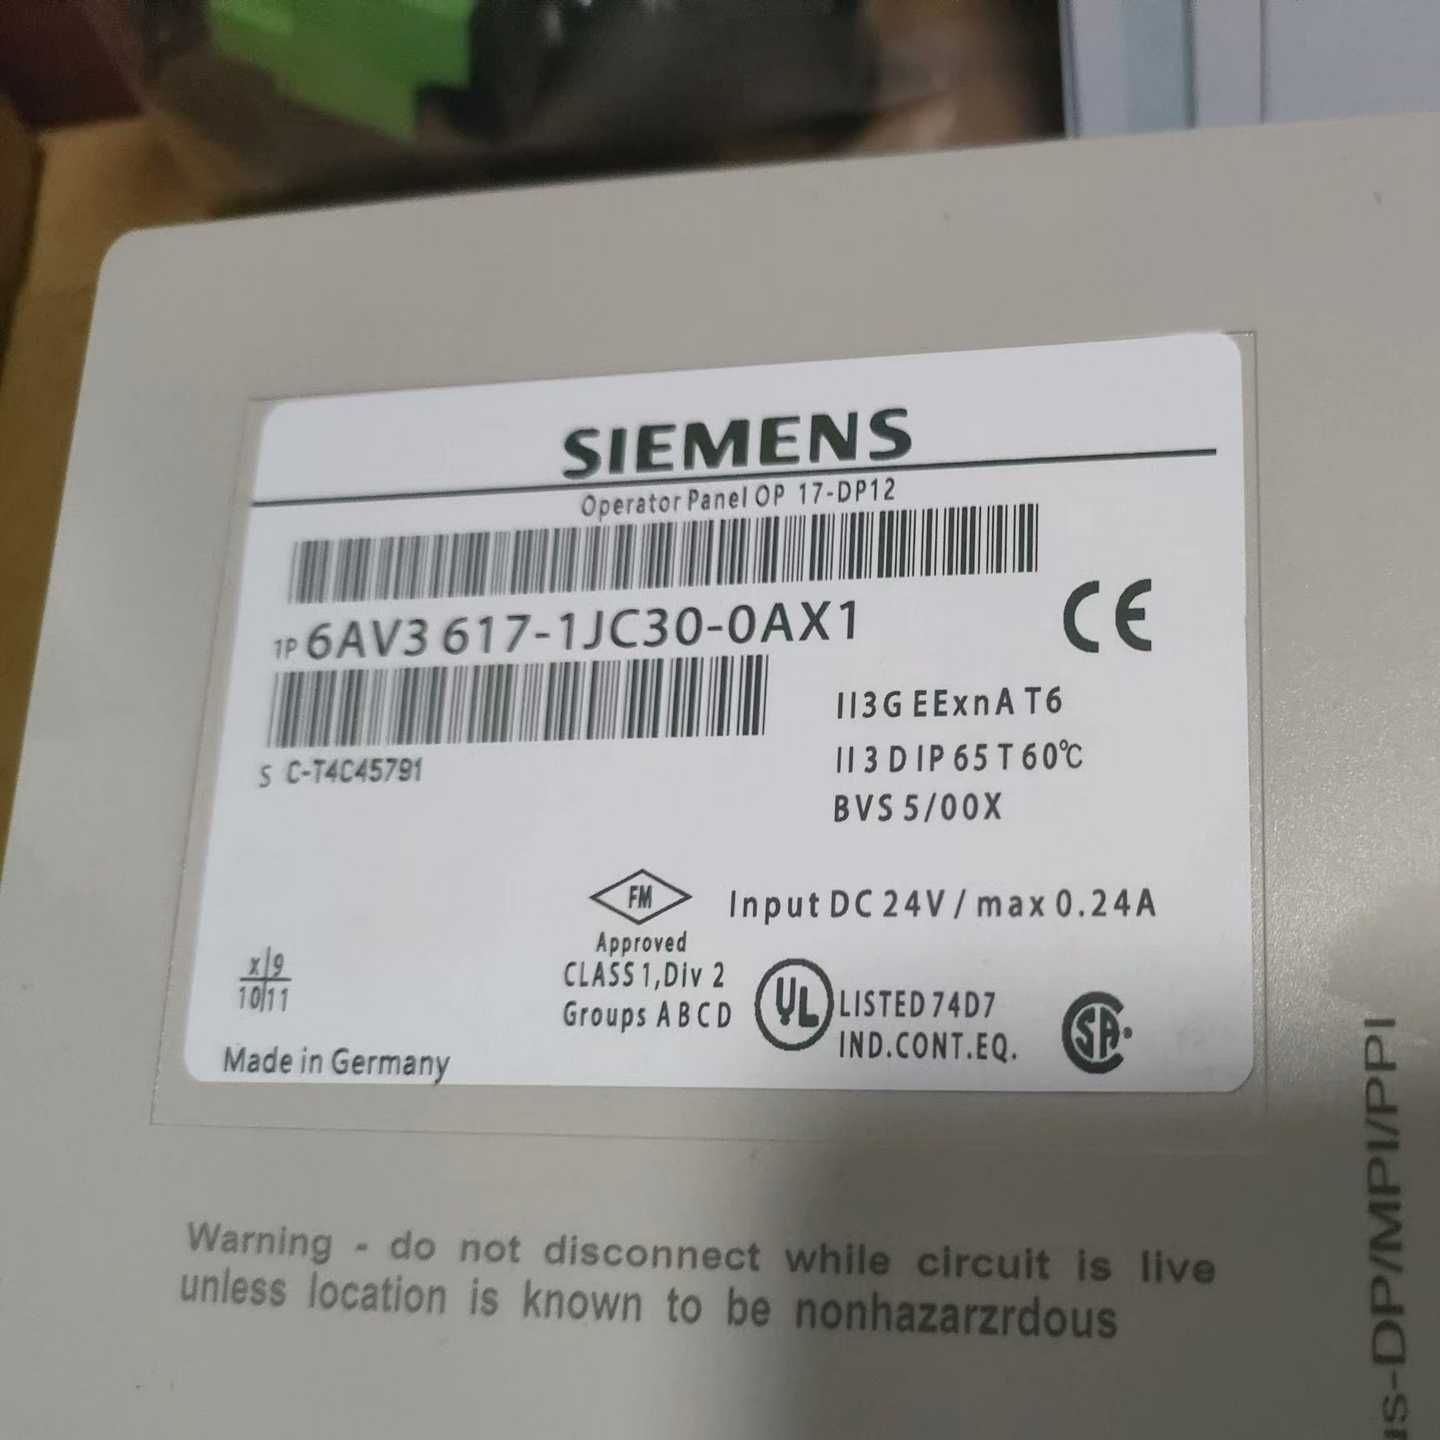 SIEMENS
Operator Panel OP 17-DP12
1P 6AV3 617-1JC30-0AX1
CE
S C-T4C45791
II3G EExnA T6
II 3 D IP 65 T 60℃
BVS 5/00X
FM
Approved
CLASS 1,Div 2
Groups A B C D
Input DC 24V / max 0.24A
x 9
10 11
UL LISTED 74D7
IND.CONT.EQ.
SA
Made in Germany
Warning - do not disconnect while circuit is live
unless location is known to be nonhazarzrdous
is-DP/MPI/PPI